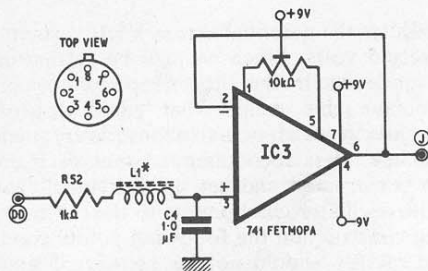 TOP VIEW
8
1
7
2
6
3
5
4
+9V
40kΩ
1
+9V
2
−
5
7
IC3
6
J
+
3
4
741 FETMOPA
−9V
DD
R52
1kΩ
L1*
C4
1·0
µF